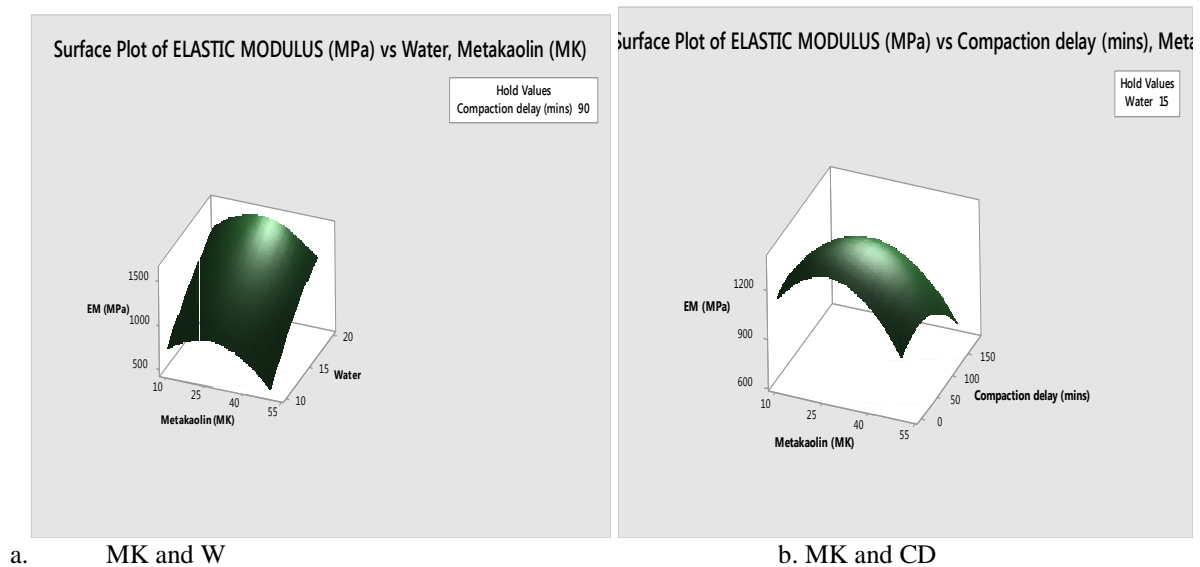 Surface Plot of ELASTIC MODULUS (MPa) vs Water, Metakaolin (MK)
Hold Values
Compaction delay (mins) 90
1500
EM (MPa)
1000
500
10
25
40
55
Metakaolin (MK)
20
15
Water
10
Surface Plot of ELASTIC MODULUS (MPa) vs Compaction delay (mins), Meta
Hold Values
Water 15
1200
EM (MPa)
900
600
10
25
40
55
Metakaolin (MK)
150
100
Compaction delay (mins)
50
0
a. MK and W
b. MK and CD